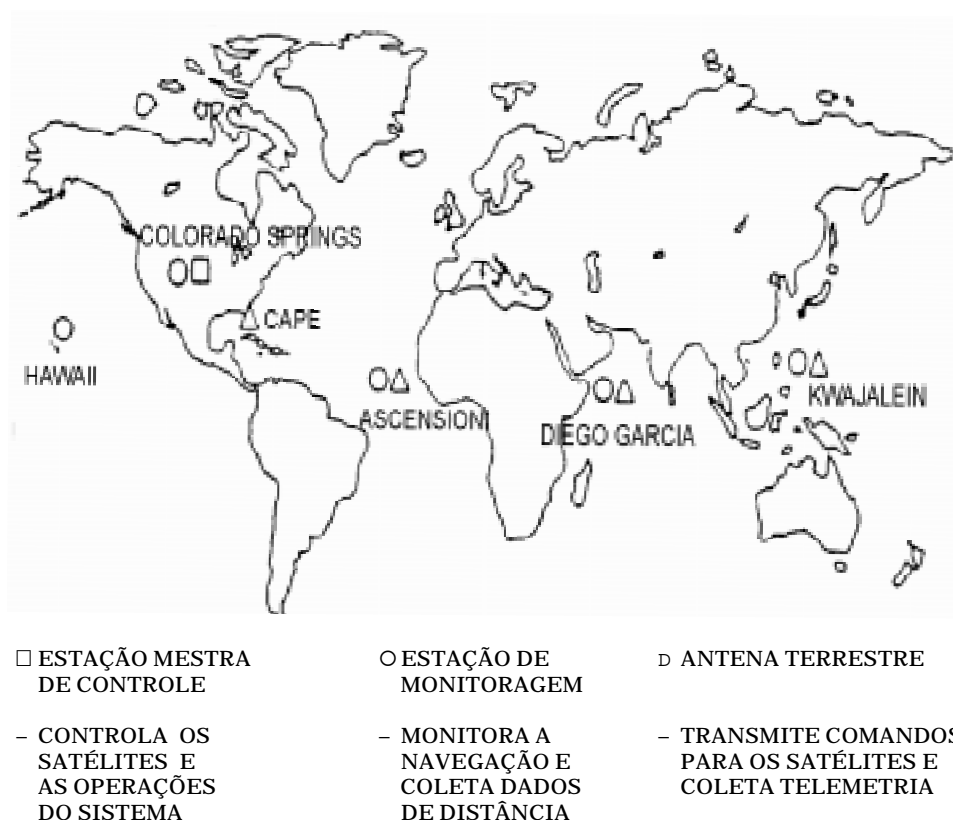 COLORADO SPRINGS
CAPE
HAWAII
ASCENSION
DIEGO GARCIA
KWAJALEIN
□ ESTAÇÃO MESTRA
DE CONTROLE
– CONTROLA OS
SATÉLITES E
AS OPERAÇÕES
DO SISTEMA
○ ESTAÇÃO DE
MONITORAGEM
– MONITORA A
NAVEGAÇÃO E
COLETA DADOS
DE DISTÂNCIA
D ANTENA TERRESTRE
– TRANSMITE COMANDOS
PARA OS SATÉLITES E
COLETA TELEMETRIA